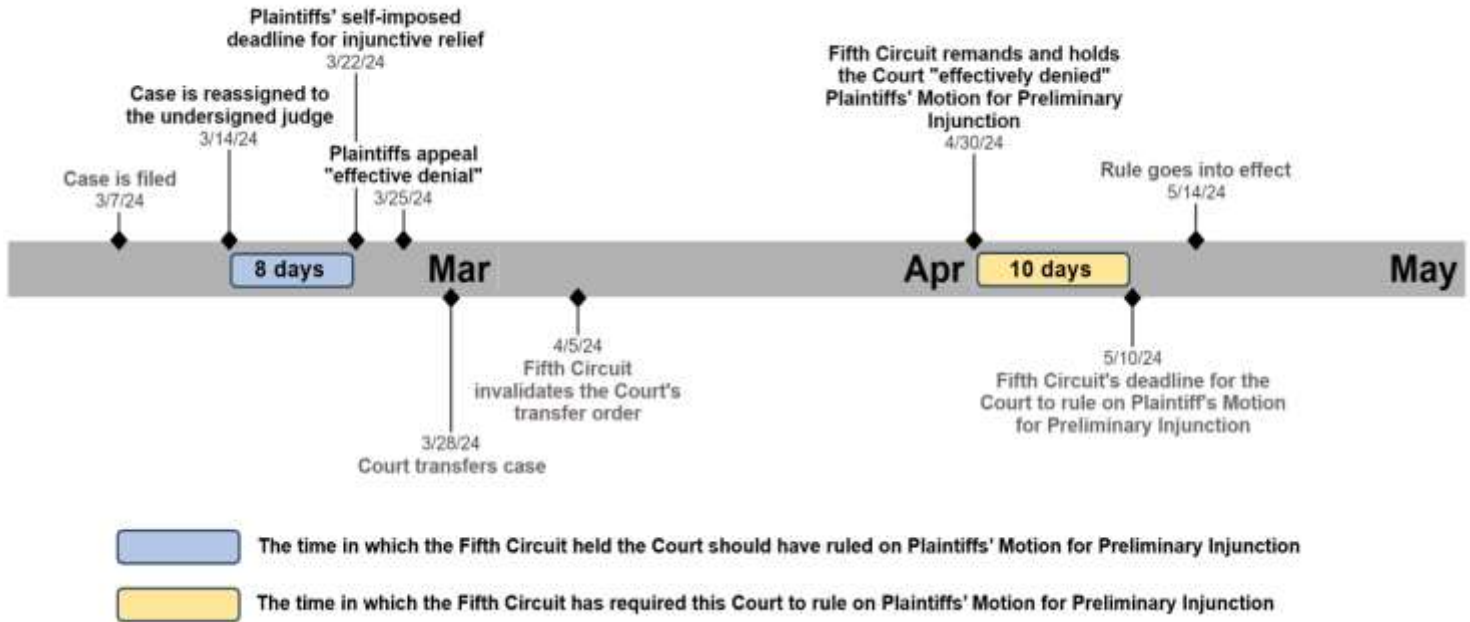 Plaintiffs' self-imposed
deadline for injunctive relief
3/22/24
Case is reassigned to
the undersigned judge
3/14/24
Plaintiffs appeal
"effective denial"
3/25/24
Case is filed
3/7/24
Fifth Circuit remands and holds
the Court "effectively denied"
Plaintiffs' Motion for Preliminary
Injunction
4/30/24
Rule goes into effect
5/14/24
8 days
Mar
Apr
10 days
May
4/5/24
Fifth Circuit
invalidates the Court's
transfer order
3/28/24
Court transfers case
5/10/24
Fifth Circuit's deadline for the
Court to rule on Plaintiff's Motion
for Preliminary Injunction
The time in which the Fifth Circuit held the Court should have ruled on Plaintiffs' Motion for Preliminary Injunction
The time in which the Fifth Circuit has required this Court to rule on Plaintiffs' Motion for Preliminary Injunction